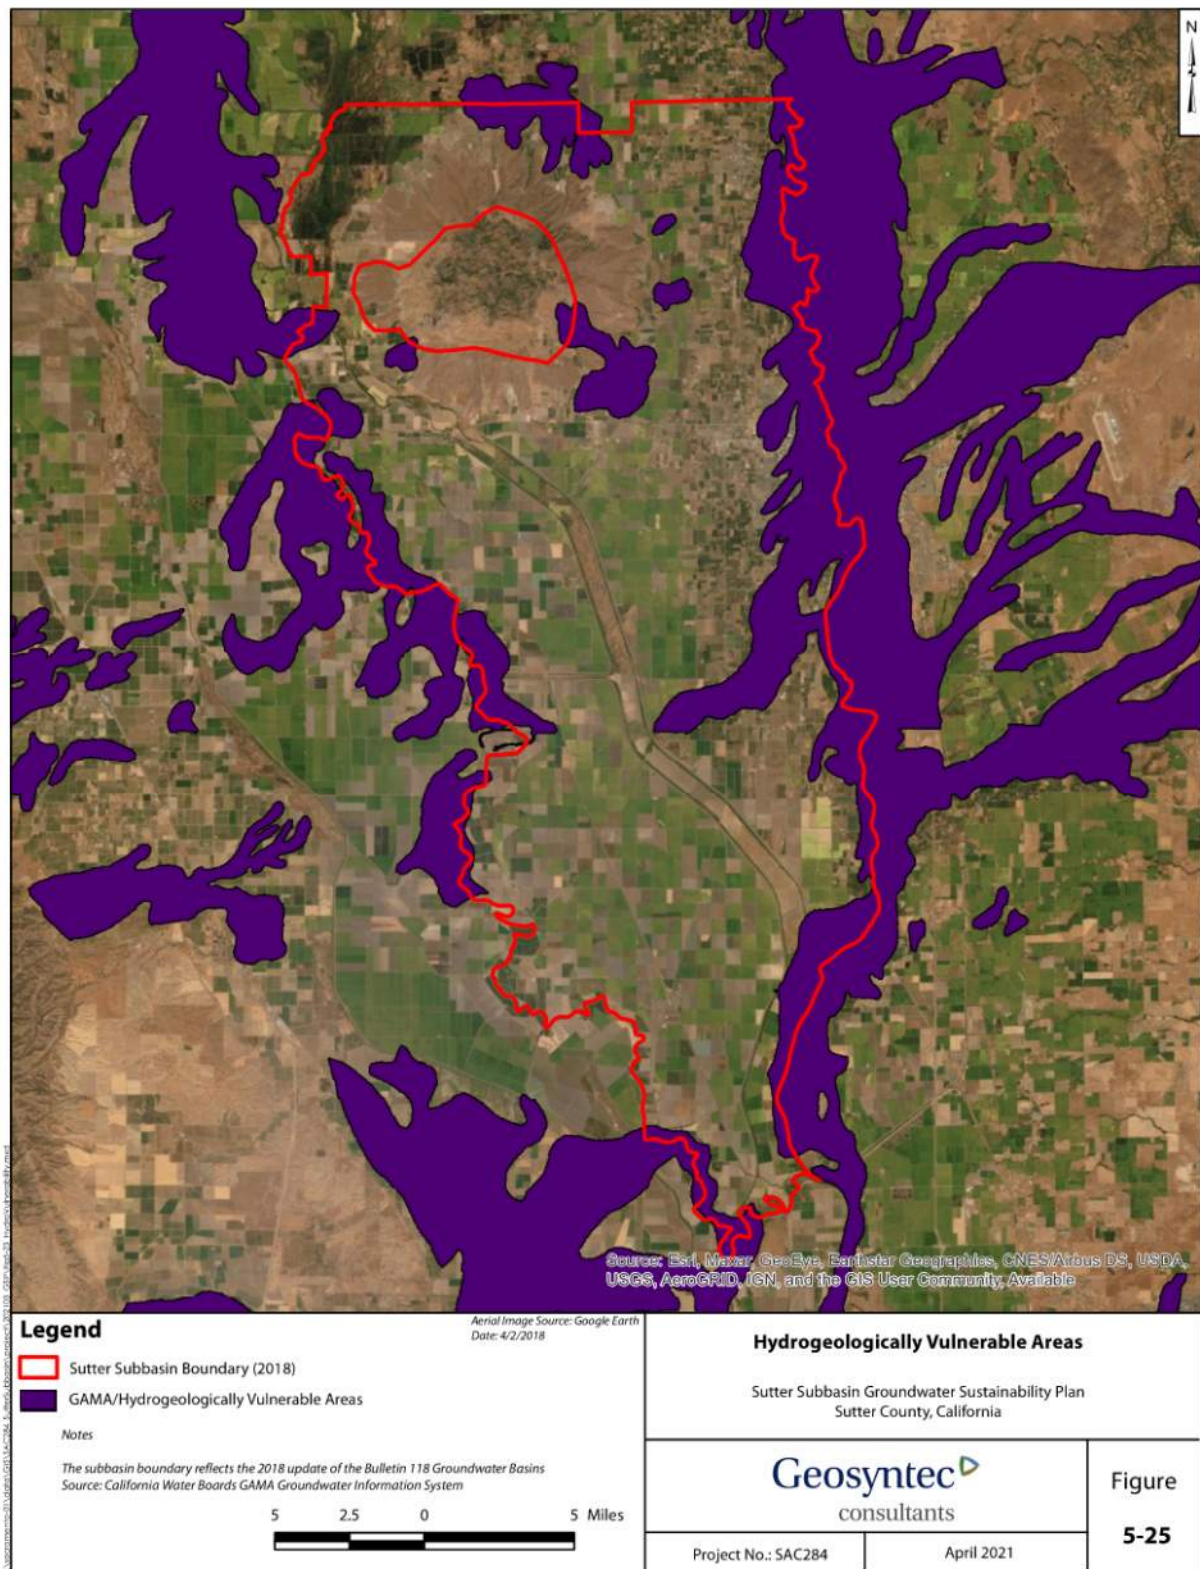 N
Source: Esri, Maxar, GeoEye, Earthstar Geographics, CNES/Airbus DS, USDA,
USGS, AeroGRID, IGN, and the GIS User Community, Available
Legend
Aerial Image Source: Google Earth
Date: 4/2/2018
Sutter Subbasin Boundary (2018)
GAMA/Hydrogeologically Vulnerable Areas
Notes
The subbasin boundary reflects the 2018 update of the Bulletin 118 Groundwater Basins
Source: California Water Boards GAMA Groundwater Information System
5 2.5 0 5 Miles
Hydrogeologically Vulnerable Areas
Sutter Subbasin Groundwater Sustainability Plan
Sutter County, California
Geosyntec
consultants
Project No.: SAC284
April 2021
Figure
5-25